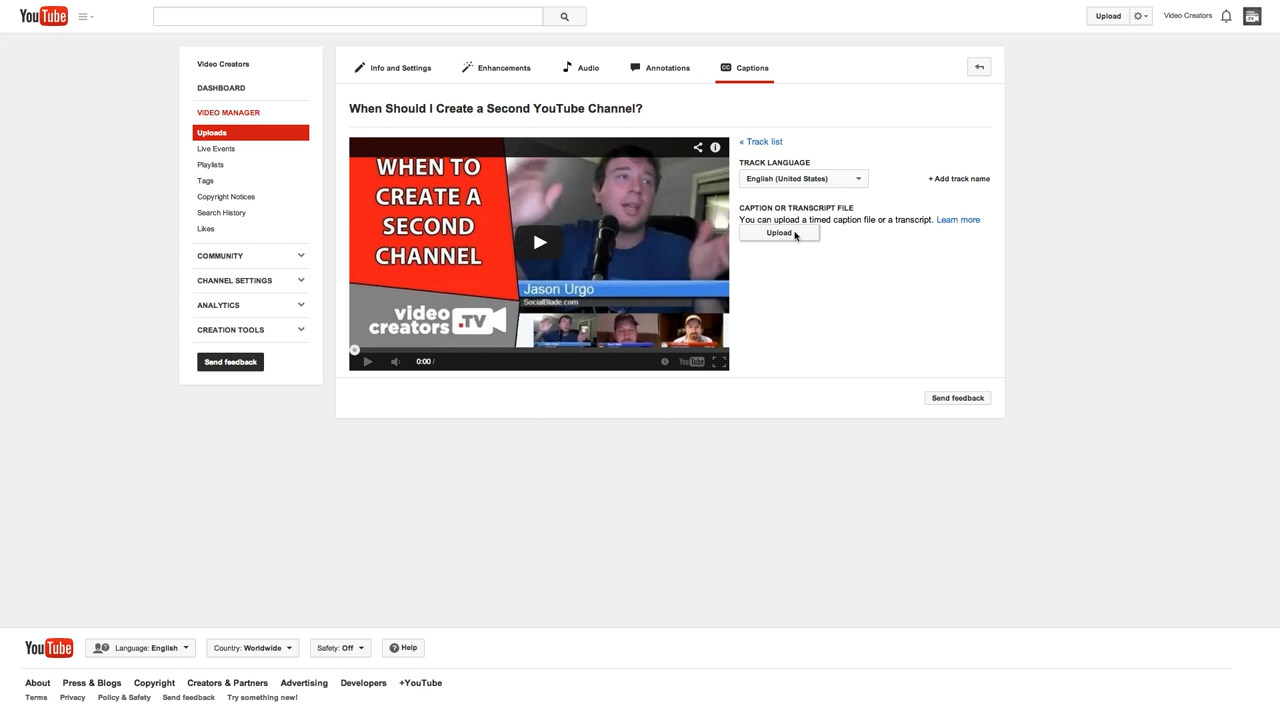 YouTube
Upload
Video Creators
Video Creators
DASHBOARD
VIDEO MANAGER
Uploads
Live Events
Playlists
Tags
Copyright Notices
Search History
Likes
COMMUNITY
CHANNEL SETTINGS
ANALYTICS
CREATION TOOLS
Send feedback
Info and Settings
Enhancements
Audio
Annotations
CC Captions
When Should I Create a Second YouTube Channel?
WHEN TO
CREATE A
SECOND
CHANNEL
video
creators .TV
Jason Urgo
SocialBlade.com
0:00 /
YouTube
« Track list
TRACK LANGUAGE
English (United States)
+ Add track name
CAPTION OR TRANSCRIPT FILE
You can upload a timed caption file or a transcript. Learn more
Upload
Send feedback
YouTube
Language: English
Country: Worldwide
Safety: Off
Help
About Press & Blogs Copyright Creators & Partners Advertising Developers +YouTube
Terms Privacy Policy & Safety Send feedback Try something new!